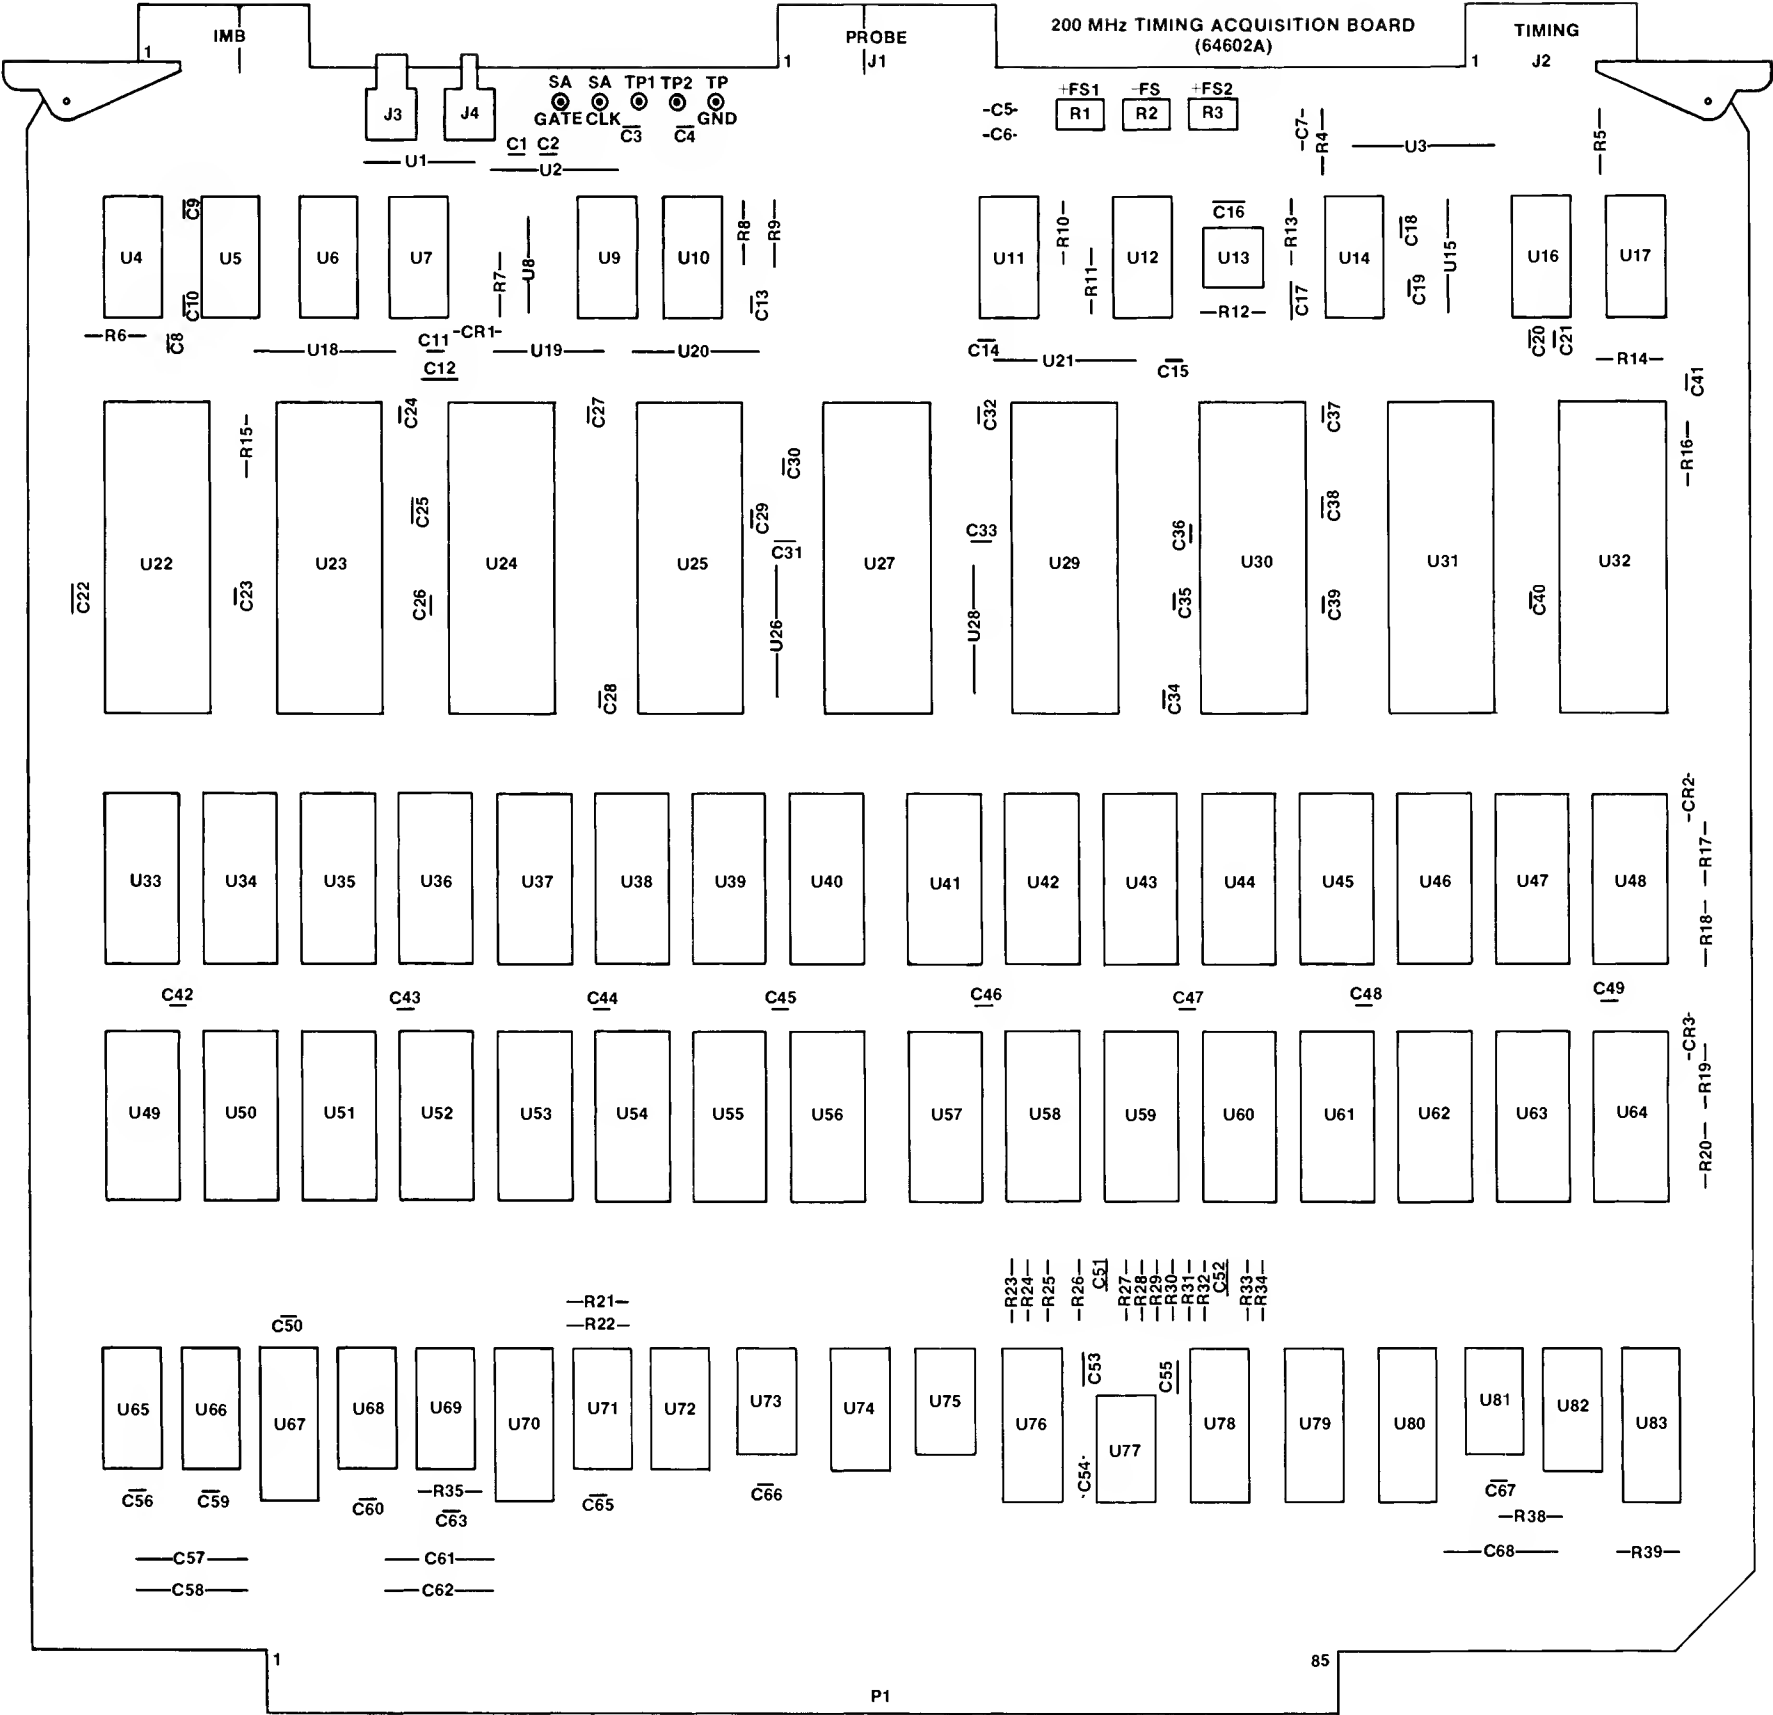 IMB
PROBE
200 MHz TIMING ACQUISITION BOARD
(64602A)
TIMING
1
J1
1
1
J2
J3
J4
SA GATE
SA CLK
TP1
TP2
TP GND
C3
C4
C1
C2
U1
U2
-C5-
-C6-
+FS1
-FS
+FS2
R1
R2
R3
-C7-
R4
U3
R5
U4
C9
C10
U5
U6
U7
R7
U8
U9
U10
R8
R9
C13
U11
R10
R11
U12
C16
U13
R12
R13
C17
U14
C18
C19
U15
U16
U17
R6
C8
U18
C11
C12
-CR1-
U19
U20
C14
U21
C15
C20
C21
R14
C41
U22
C22
R15
C23
U23
C24
C25
C26
U24
C27
C28
U25
C29
C30
C31
U26
U27
C32
C33
U28
U29
C36
C35
C34
U30
C37
C38
C39
U31
C40
U32
R16
U33
U34
U35
U36
U37
U38
U39
U40
U41
U42
U43
U44
U45
U46
U47
U48
-CR2-
R17
R18
C42
C43
C44
C45
C46
C47
C48
C49
U49
U50
U51
U52
U53
U54
U55
U56
U57
U58
U59
U60
U61
U62
U63
U64
-CR3-
R19
R20
R21
R22
R23
R24
R25
R26
C51
R27
R28
R29
R30
R31
R32
C52
R33
R34
C50
U65
U66
U67
U68
U69
U70
U71
U72
U73
U74
U75
U76
C53
-C54-
U77
C55
U78
U79
U80
U81
U82
U83
C56
C59
C60
R35
C63
C65
C66
C67
R38
C57
C61
C68
R39
C58
C62
1
85
P1